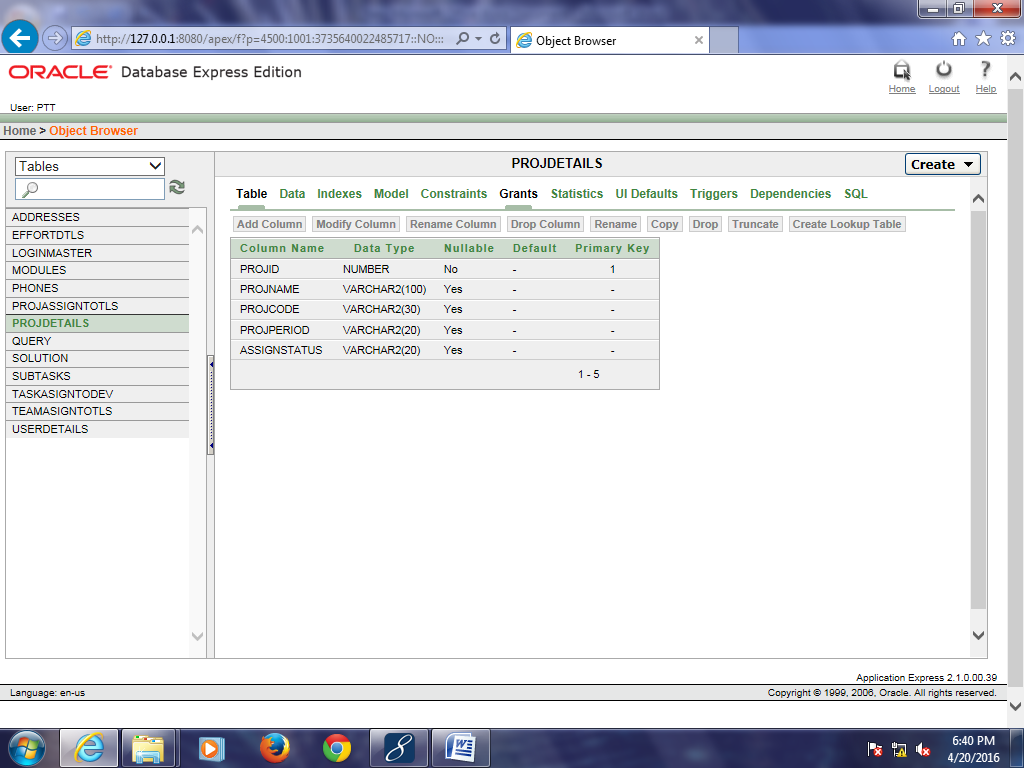 http://127.0.0.1:8080/apex/f?p=4500:1001:3735640022485717::NO:::
Object Browser
ORACLE® Database Express Edition
Home Logout Help
User: PTT
Home > Object Browser
Tables
PROJDETAILS
Create
Table Data Indexes Model Constraints Grants Statistics UI Defaults Triggers Dependencies SQL
Add Column Modify Column Rename Column Drop Column Rename Copy Drop Truncate Create Lookup Table
ADDRESSES
EFFORTDTLS
LOGINMASTER
MODULES
PHONES
PROJASSIGNTOTLS
PROJDETAILS
QUERY
SOLUTION
SUBTASKS
TASKASIGNTODEV
TEAMASIGNTOTLS
USERDETAILS
Column Name Data Type Nullable Default Primary Key
PROJID NUMBER No - 1
PROJNAME VARCHAR2(100) Yes - -
PROJCODE VARCHAR2(30) Yes - -
PROJPERIOD VARCHAR2(20) Yes - -
ASSIGNSTATUS VARCHAR2(20) Yes - -
1 - 5
Application Express 2.1.0.00.39
Language: en-us
Copyright © 1999, 2006, Oracle. All rights reserved.
6:40 PM
4/20/2016